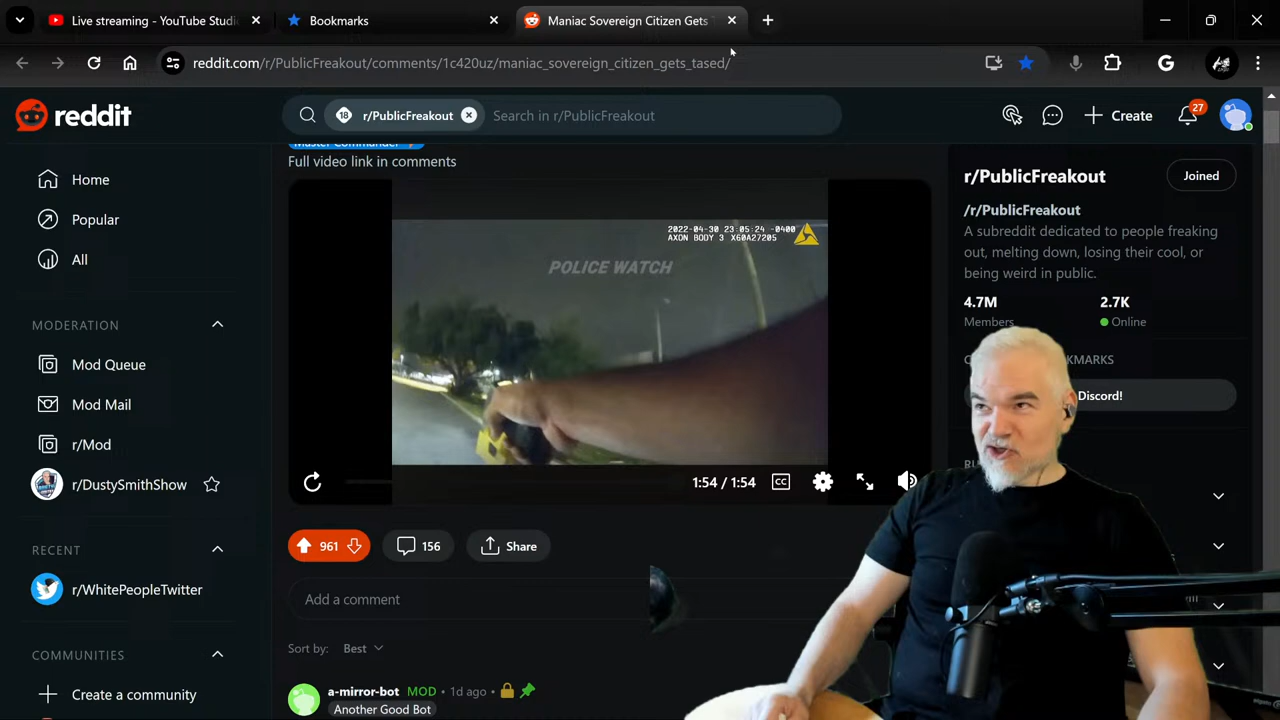 Live streaming - YouTube Studi
Bookmarks
Maniac Sovereign Citizen Gets
reddit.com/r/PublicFreakout/comments/1c420uz/maniac_sovereign_citizen_gets_tased/
reddit
18
r/PublicFreakout
Search in r/PublicFreakout
Create
27
Home
Popular
All
MODERATION
Mod Queue
Mod Mail
r/Mod
r/DustySmithShow
RECENT
r/WhitePeopleTwitter
COMMUNITIES
Create a community
Master Commander
Full video link in comments
2022-04-30 23:05:24 -0400
AXON BODY 3 X60A27205
POLICE WATCH
1:54 / 1:54
CC
961
156
Share
Add a comment
Sort by:
Best
a-mirror-bot MOD • 1d ago •
Another Good Bot
r/PublicFreakout
Joined
/r/PublicFreakout
A subreddit dedicated to people freaking
out, melting down, losing their cool, or
being weird in public.
4.7M
Members
2.7K
Online
Discord!